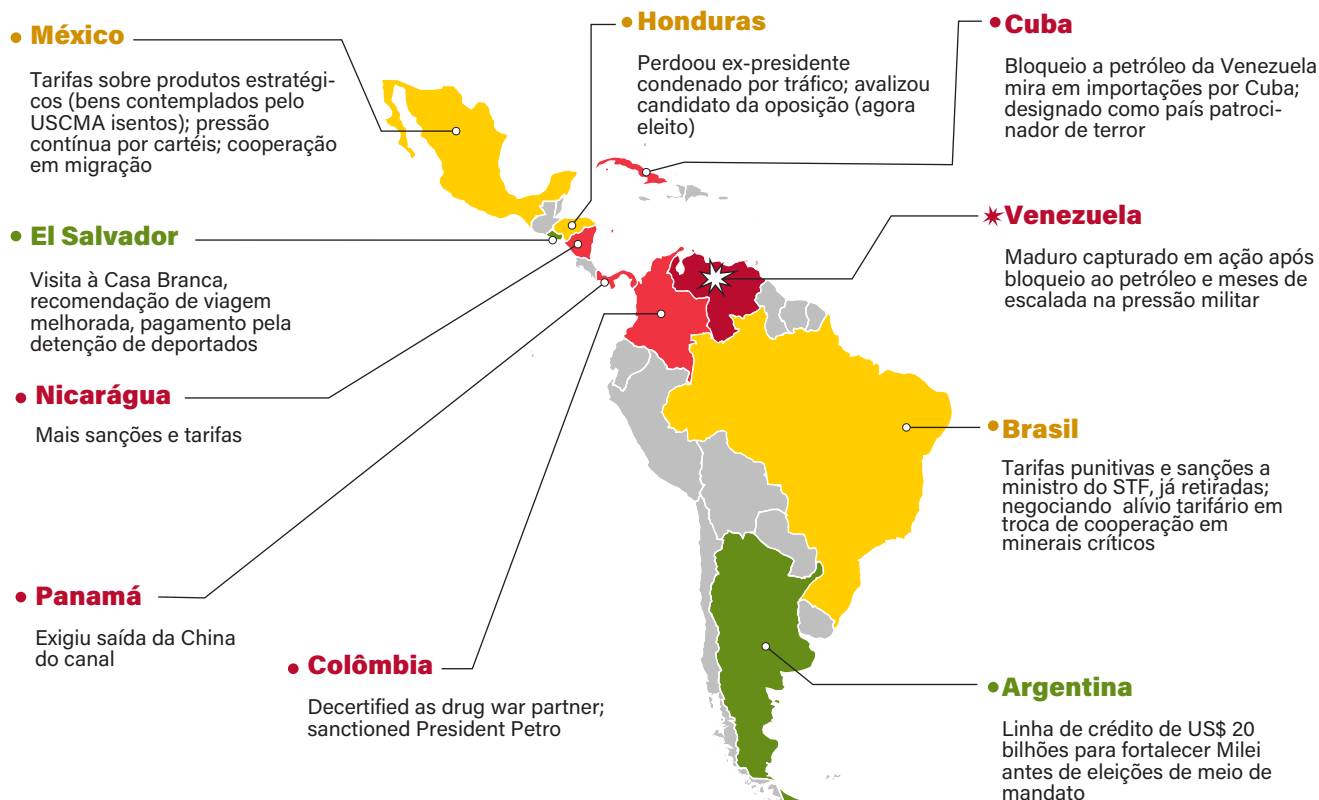 México
Tarifas sobre produtos estratégi-
cos (bens contemplados pelo
USCMA isentos); pressão
contínua por cartéis; cooperação
em migração
Honduras
Perdoou ex-presidente
condenado por tráfico; avalizou
candidato da oposição (agora
eleito)
Cuba
Bloqueio a petróleo da Venezuela
mira em importações por Cuba;
designado como país patroci-
nador de terror
El Salvador
Visita à Casa Branca,
recomendação de viagem
melhorada, pagamento pela
detenção de deportados
Venezuela
Maduro capturado em ação após
bloqueio ao petróleo e meses de
escalada na pressão militar
Nicarágua
Mais sanções e tarifas
Brasil
Tarifas punitivas e sanções a
ministro do STF, já retiradas;
negociando alívio tarifário em
troca de cooperação em
minerais críticos
Panamá
Exigiu saída da China
do canal
Colômbia
Decertified as drug war partner;
sanctioned President Petro
Argentina
Linha de crédito de US$ 20
bilhões para fortalecer Milei
antes de eleições de meio de
mandato